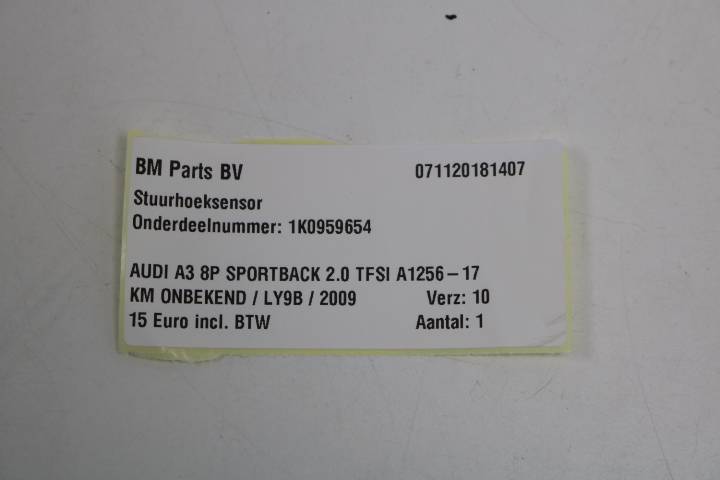 BM Parts BV 071120181407
Stuurhoeksensor
Onderdeelnummer: 1K0959654
AUDI A3 8P SPORTBACK 2.0 TFSI A1256-17
KM ONBEKEND / LY9B / 2009 Verz: 10
15 Euro incl. BTW Aantal: 1